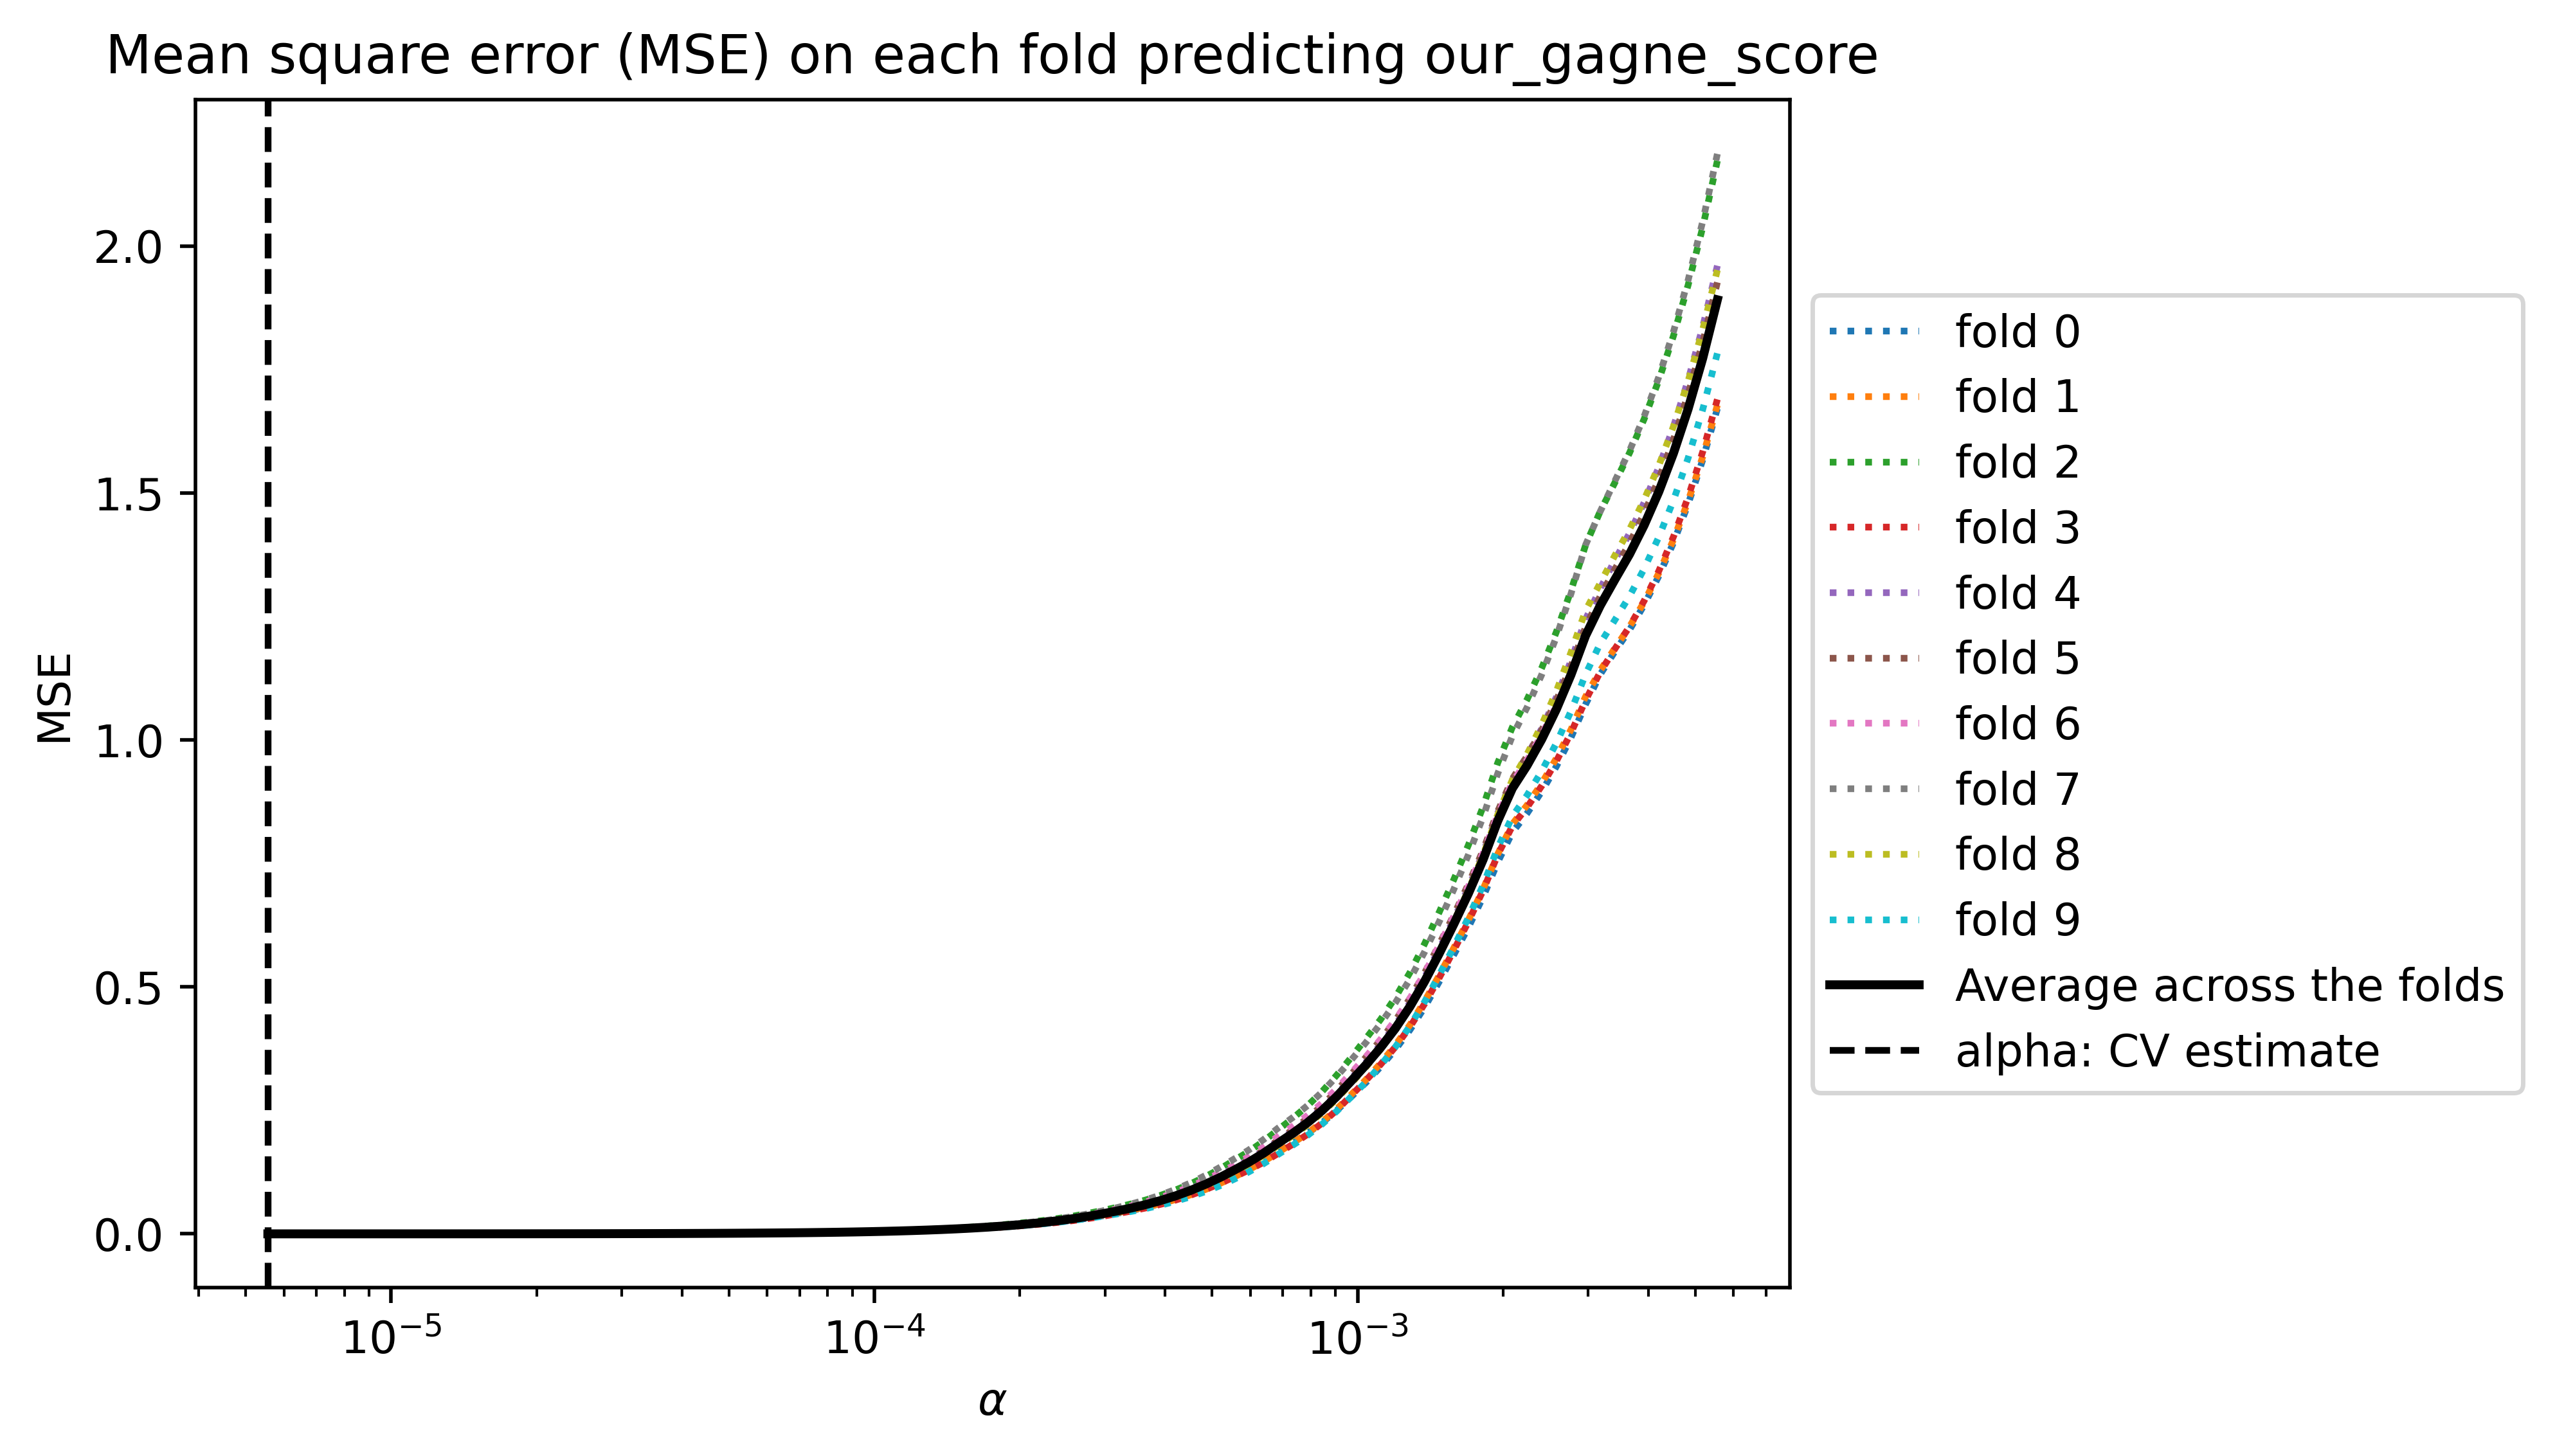 Mean square error (MSE) on each fold predicting our_gagne_score
MSE
2.0
1.5
1.0
0.5
0.0
10⁻⁵ 10⁻⁴ 10⁻³
α
fold 0
fold 1
fold 2
fold 3
fold 4
fold 5
fold 6
fold 7
fold 8
fold 9
Average across the folds
alpha: CV estimate